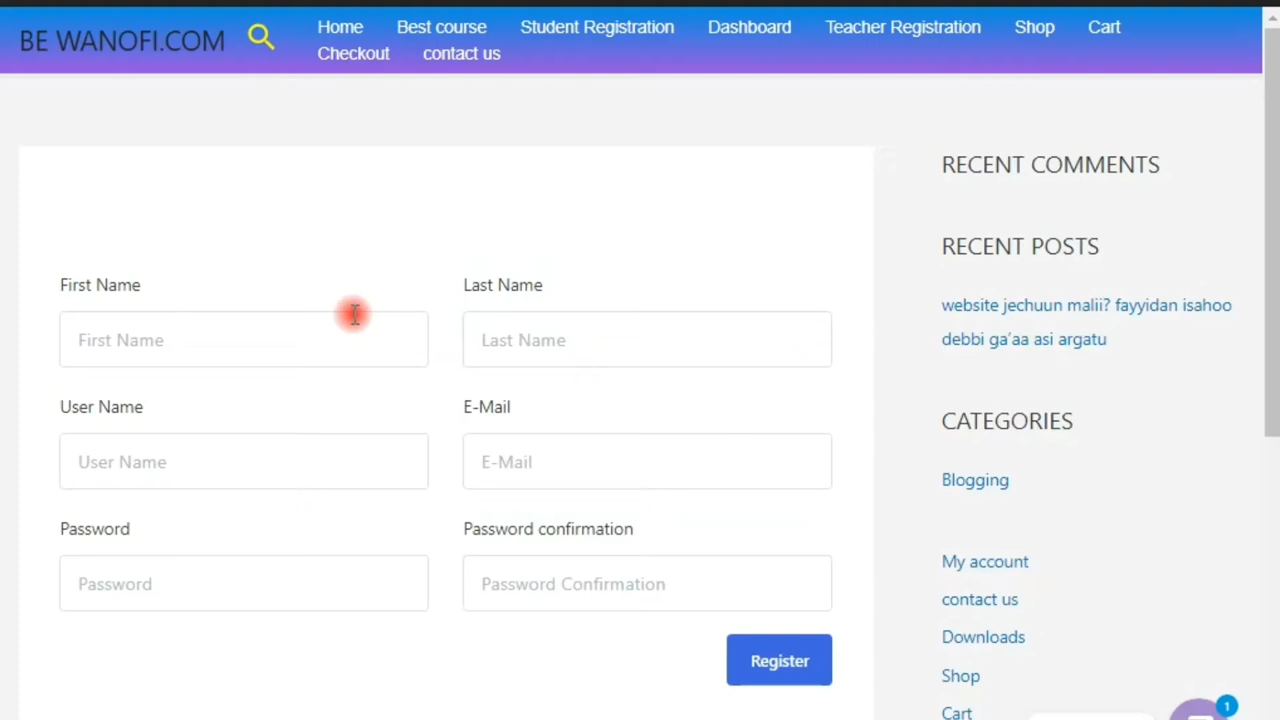 BE WANOFI.COM
Home Best course Student Registration Dashboard Teacher Registration Shop Cart
Checkout contact us
First Name
First Name
Last Name
Last Name
User Name
User Name
E-Mail
E-Mail
Password
Password
Password confirmation
Password Confirmation
Register
RECENT COMMENTS
RECENT POSTS
website jechuun malii? fayyidan isahoo
debbi ga’aa asi argatu
CATEGORIES
Blogging
My account
contact us
Downloads
Shop
Cart
1